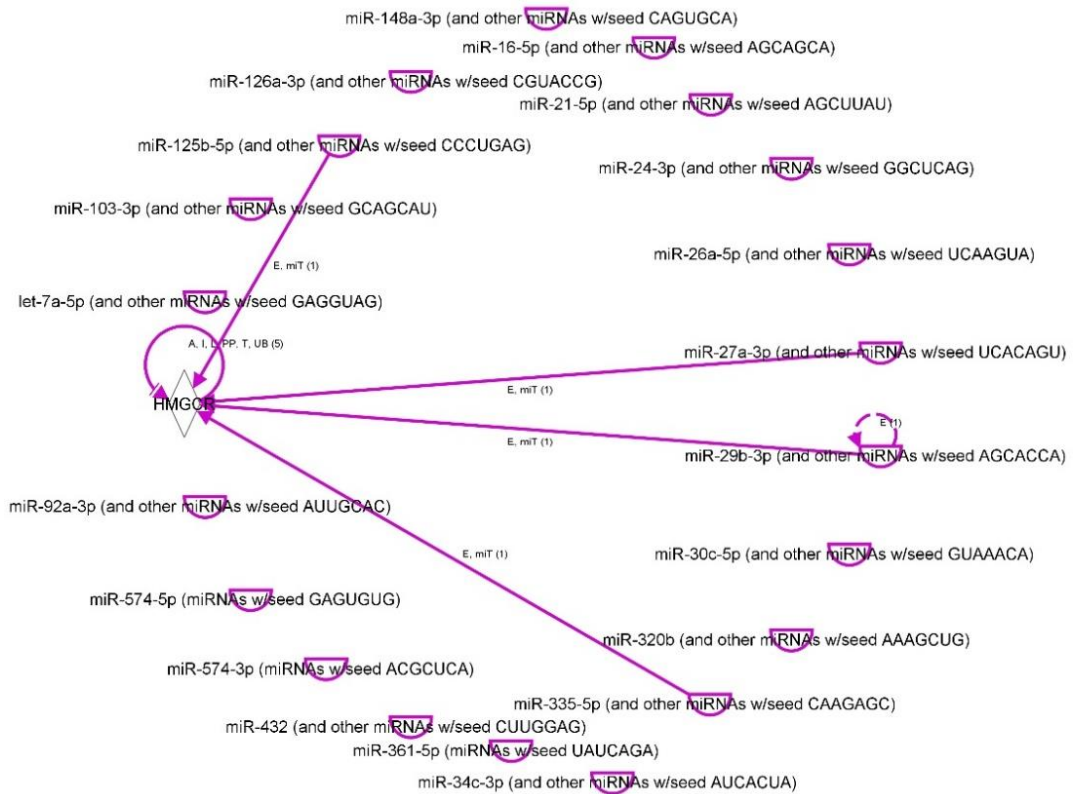 miR-148a-3p (and other miRNAs w/seed CAGUGCA)
miR-16-5p (and other miRNAs w/seed AGCAGCA)
miR-126a-3p (and other miRNAs w/seed CGUACCG)
miR-21-5p (and other miRNAs w/seed AGCUUAU)
miR-125b-5p (and other miRNAs w/seed CCCUGAG)
miR-24-3p (and other miRNAs w/seed GGCUCAG)
miR-103-3p (and other miRNAs w/seed GCAGCAU)
miR-26a-5p (and other miRNAs w/seed UCAAGUA)
E, miT (1)
let-7a-5p (and other miRNAs w/seed GAGGUAG)
A, I, L, PP, T, UB (5)
miR-27a-3p (and other miRNAs w/seed UCACAGU)
E, miT (1)
HMGCR
E (1)
E, miT (1)
miR-29b-3p (and other miRNAs w/seed AGCACCA)
miR-92a-3p (and other miRNAs w/seed AUUGCAC)
E, miT (1)
miR-30c-5p (and other miRNAs w/seed GUAAACA)
miR-574-5p (miRNAs w/seed GAGUGUG)
miR-320b (and other miRNAs w/seed AAAGCUG)
miR-574-3p (miRNAs w/seed ACGCUCA)
miR-335-5p (and other miRNAs w/seed CAAGAGC)
miR-432 (and other miRNAs w/seed CUUGGAG)
miR-361-5p (miRNAs w/seed UAUCAGA)
miR-34c-3p (and other miRNAs w/seed AUCACUA)